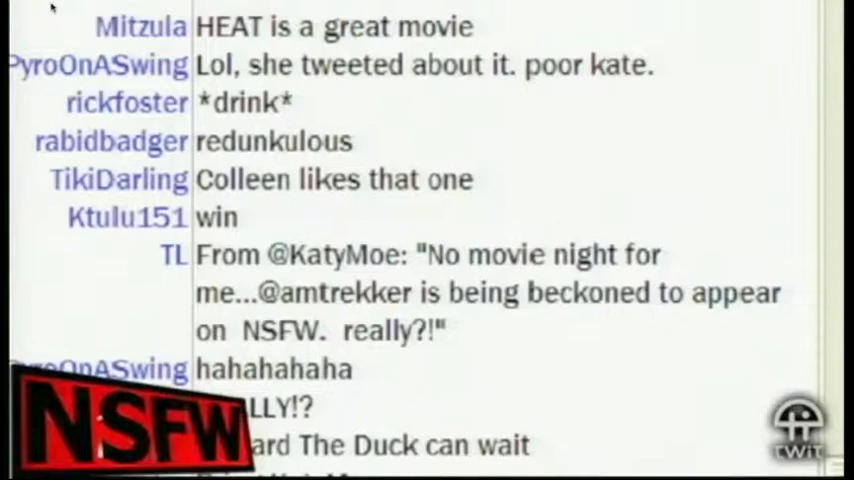 Mitzula HEAT is a great movie
PyroOnASwing Lol, she tweeted about it. poor kate.
rickfoster *drink*
rabidbadger redunkulous
TikiDarling Colleen likes that one
Ktulu151 win
TL From @KatyMoe: "No movie night for
me...@amtrekker is being beckoned to appear
on NSFW. really?!"
PyroOnASwing hahahahaha
LLY!?
ard The Duck can wait
NSFW
TWiT